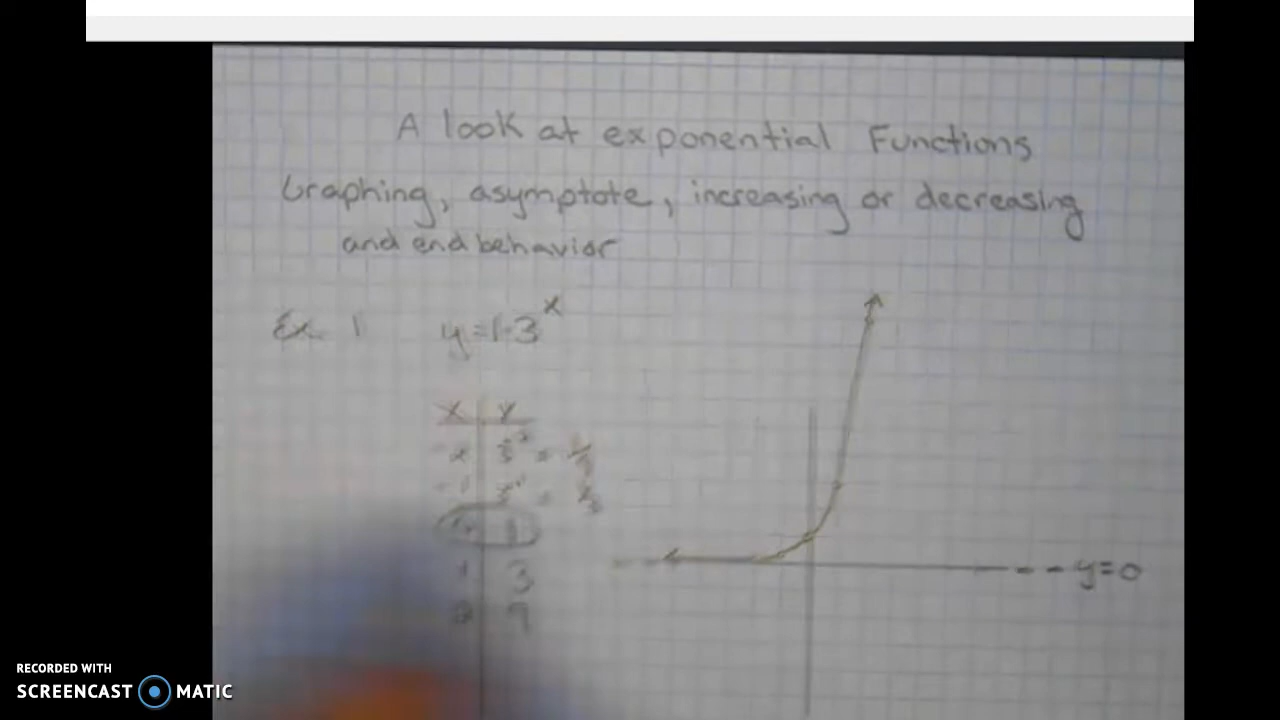 A look at exponential Functions
Graphing, asymptote, increasing or decreasing
and end behavior
Ex. 1 y=1·3^x
x y
-2 3^-2 = 1/9
-1 3^-1 = 1/3
0 1
1 3
2 9
y=0
RECORDED WITH
SCREENCAST MATIC